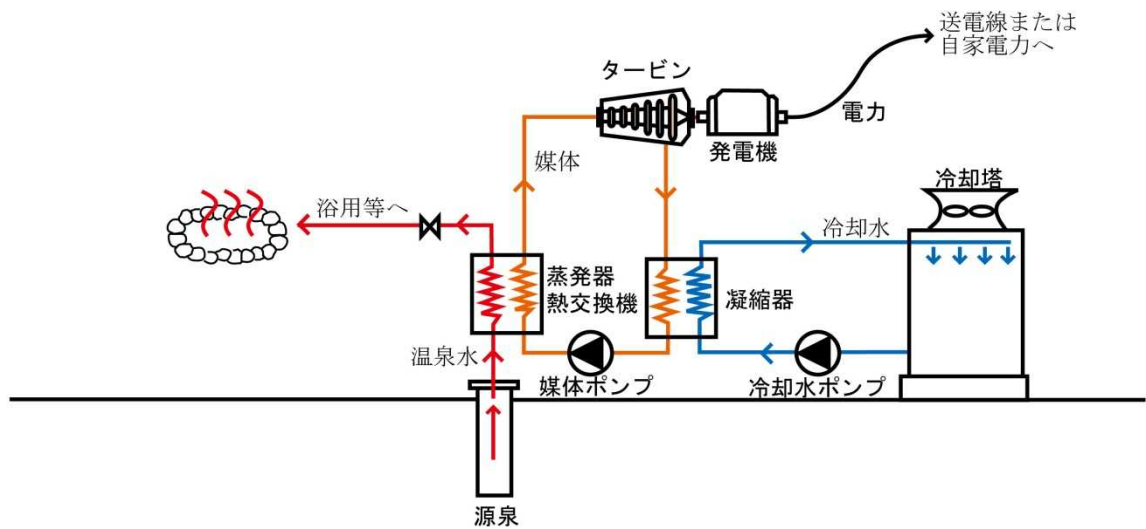 送電線または
自家電力へ
タービン
電力
発電機
媒体
冷却塔
浴用等へ
冷却水
蒸発器
熱交換機
凝縮器
温泉水
媒体ポンプ
冷却水ポンプ
源泉